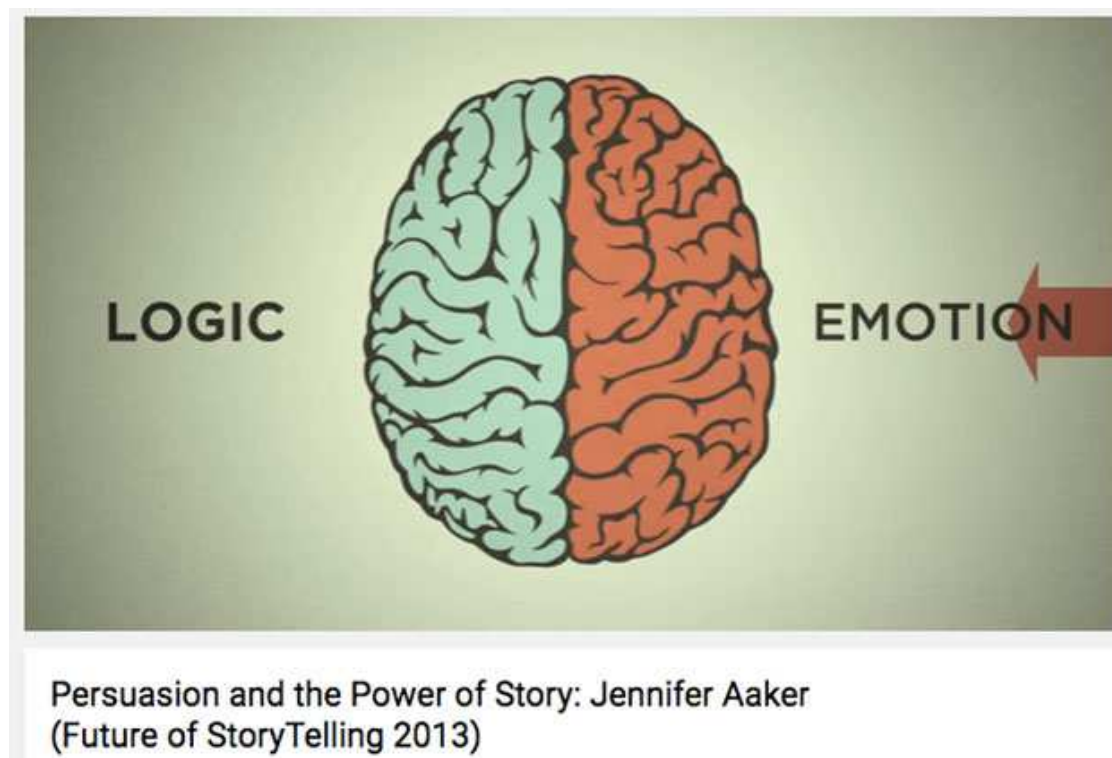 LOGIC
EMOTION
Persuasion and the Power of Story: Jennifer Aaker
(Future of StoryTelling 2013)